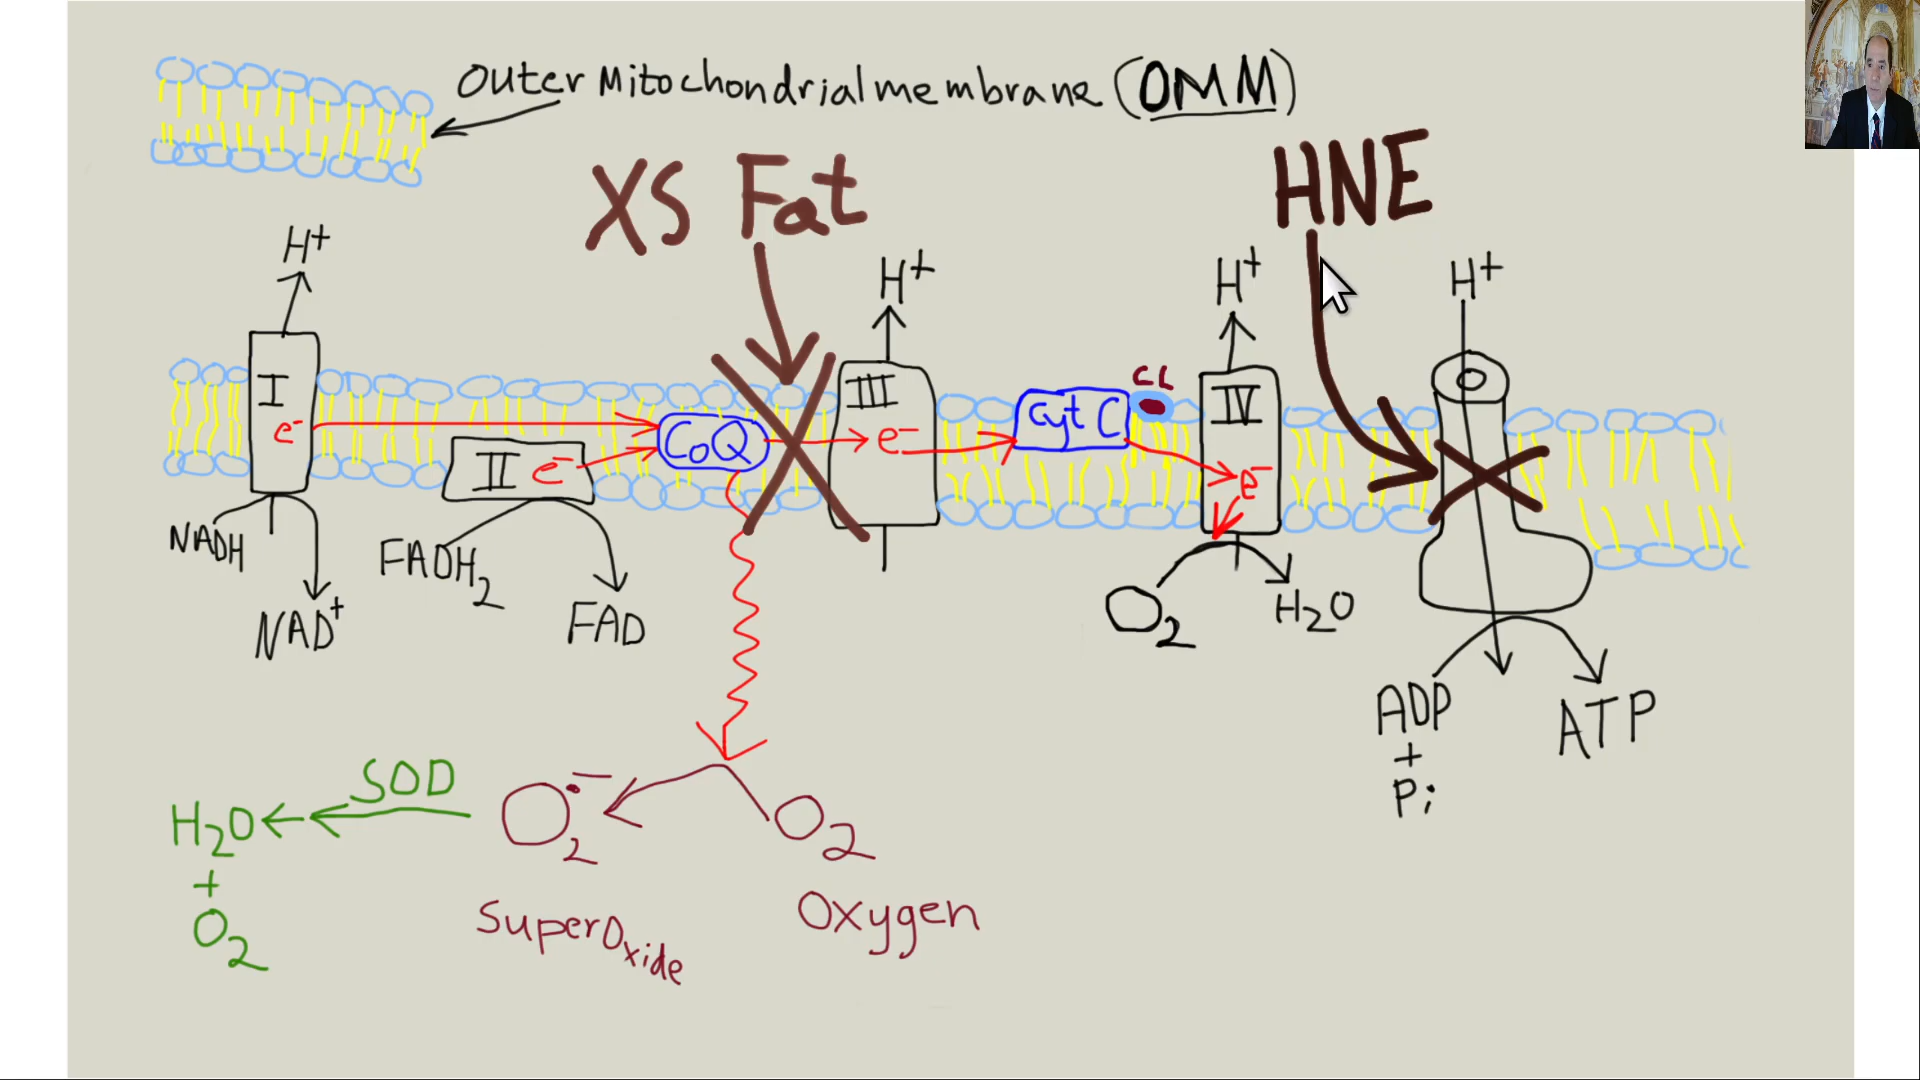 Outer Mitochondrial membrane (OMM)
XS Fat
HNE
H+
H+
H+
H+
I
e-
II e-
CoQ
III
e-
Cyt C
CL
IV
e-
NADH
NAD+
FADH2
FAD
O2
H2O
ADP
+
Pi
ATP
SOD
H2O
+
O2
O2•-
SuperOxide
O2
Oxygen